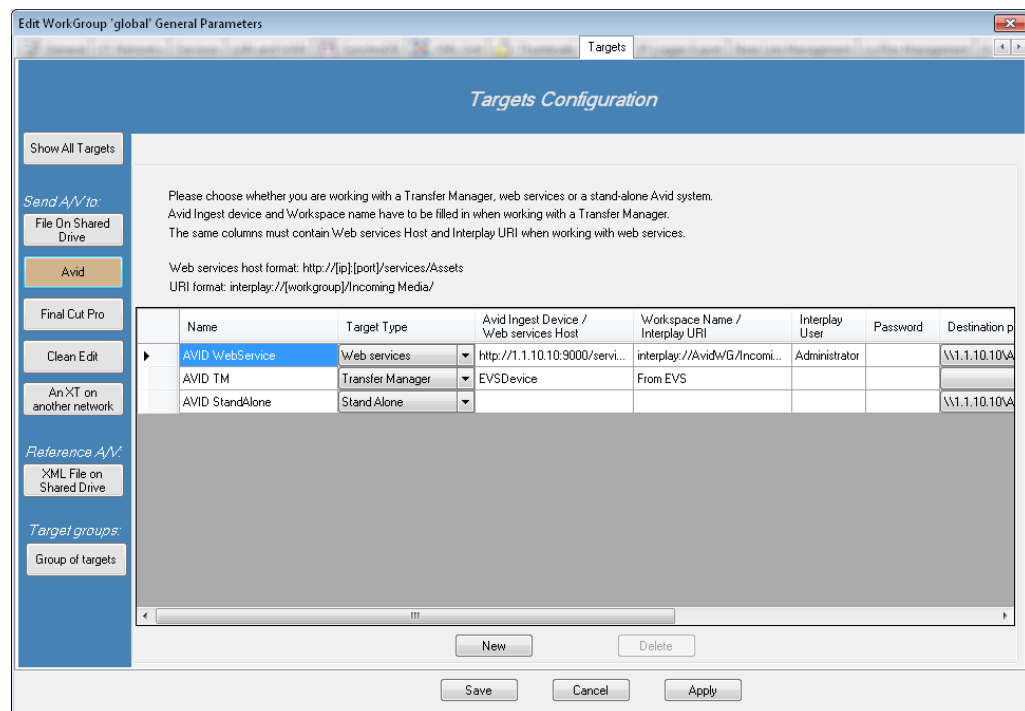 Edit WorkGroup 'global' General Parameters
Targets
Targets Configuration
Show All Targets
Send A/V to:
File On Shared
Drive
Avid
Final Cut Pro
Clean Edit
An XT on
another network
Reference A/V:
XML File on
Shared Drive
Target groups:
Group of targets
Please choose whether you are working with a Transfer Manager, web services or a stand-alone Avid system.
Avid Ingest device and Workspace name have to be filled in when working with a Transfer Manager.
The same columns must contain Web services Host and Interplay URI when working with web services.
Web services host format: http://[ip]:[port]/services/Assets
URI format: interplay://[workgroup]/Incoming Media/
Name Target Type Avid Ingest Device / Web services Host Workspace Name / Interplay URI Interplay User Password Destination p
AVID WebService Web services http://1.1.10.10:9000/servi... interplay://AvidWG/Incomi... Administrator \\1.1.10.10\A
AVID TM Transfer Manager EVSDevice From EVS
AVID StandAlone Stand Alone \\1.1.10.10\A
New Delete
Save Cancel Apply